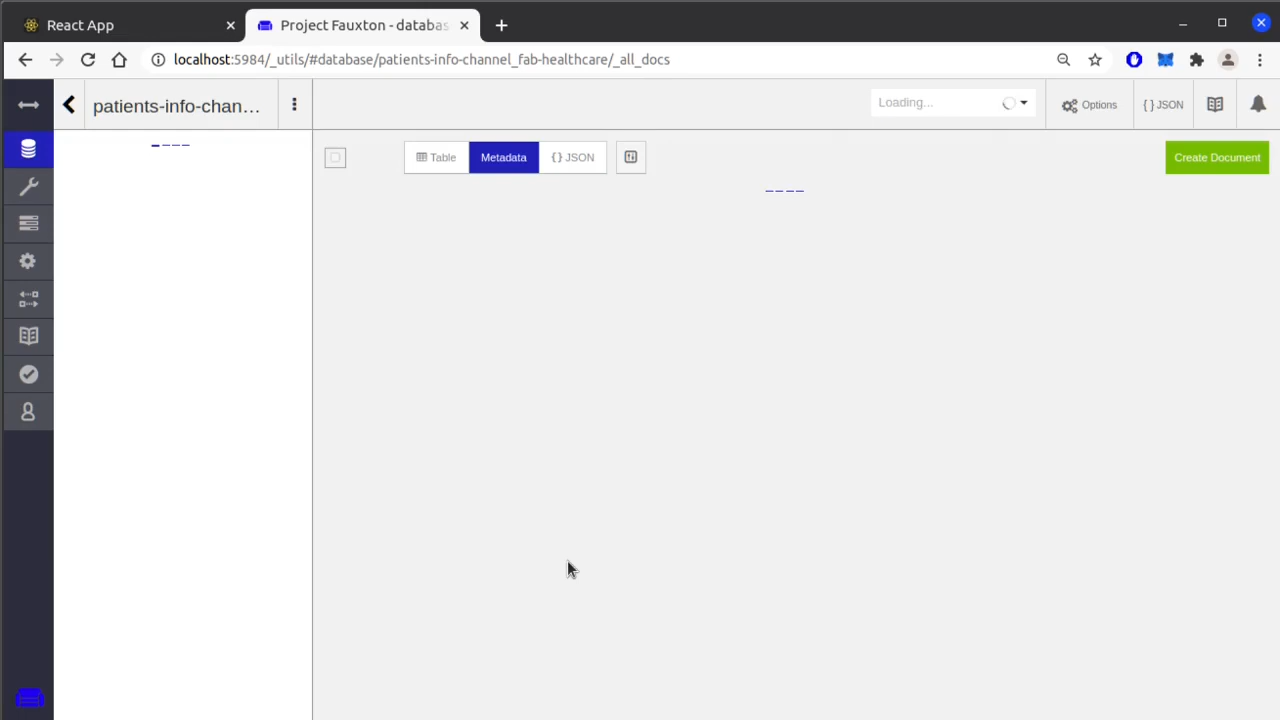 React App
Project Fauxton - databas
localhost:5984/_utils/#database/patients-info-channel_fab-healthcare/_all_docs
patients-info-chan...
Loading...
Options
{ } JSON
Table
Metadata
{ } JSON
Create Document